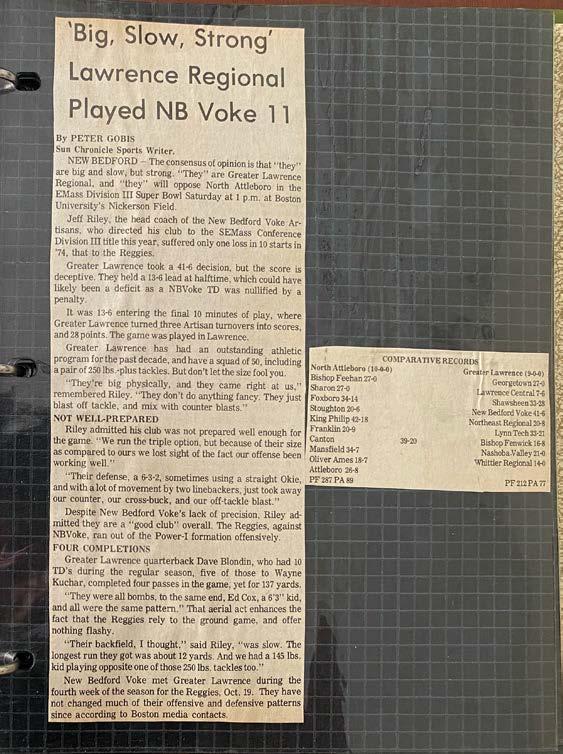 'Big, Slow, Strong'
Lawrence Regional
Played NB Voke 11
By PETER GOBIS
Sun Chronicle Sports Writer.
NEW BEDFORD — The consensus of opinion is that "they"
are big and slow, but strong. "They" are Greater Lawrence
Regional, and "they" will oppose North Attleboro in the
EMass Division III Super Bowl Saturday at 1 p.m. at Boston
University's Nickerson Field.
Jeff Riley, the head coach of the New Bedford Voke Ar-
tisans, who directed his club to the SEMass Conference
Division III title this year, suffered only one loss in 10 starts in
'74, that to the Reggies.
Greater Lawrence took a 41-6 decision, but the score is
deceptive. They held a 13-6 lead at halftime, which could have
likely been a deficit as a NBVoke TD was nullified by a
penalty.
It was 13-6 entering the final 10 minutes of play, where
Greater Lawrence turned three Artisan turnovers into scores,
and 28 points. The game was played in Lawrence.
Greater Lawrence has had an outstanding athletic
program for the past decade, and have a squad of 50, including
a pair of 250 lbs.-plus tackles. But don't let the size fool you.
"They're big physically, and they came right at us,"
remembered Riley. "They don't do anything fancy. They just
blast off tackle, and mix with counter blasts."
NOT WELL-PREPARED
Riley admitted his club was not prepared well enough for
the game. "We run the triple option, but because of their size
as compared to ours we lost sight of the fact our offense been
working well."
"Their defense, a 6-3-2, sometimes using a straight Okie,
and with a lot of movement by two linebackers, just took away
our counter, our cross-buck, and our off-tackle blast."
Despite New Bedford Voke's lack of precision, Riley ad-
mitted they are a "good club" overall. The Reggies, against
NBVoke, ran out of the Power-I formation offensively.
FOUR COMPLETIONS
Greater Lawrence quarterback Dave Blondin, who had 10
TD's during the regular season, five of those to Wayne
Kuchar, completed four passes in the game, yet for 137 yards.
"They were all bombs, to the same end, Ed Cox, a 6'3" kid,
and all were the same pattern." That aerial act enhances the
fact that the Reggies rely to the ground game, and offer
nothing flashy.
"Their backfield, I thought," said Riley, "was slow. The
longest run they got was about 12 yards. And we had a 145 lbs.
kid playing opposite one of those 250 lbs. tackles too."
New Bedford Voke met Greater Lawrence during the
fourth week of the season for the Reggies, Oct. 19. They have
not changed much of their offensive and defensive patterns
since according to Boston media contacts.
COMPARATIVE RECORDS
North Attleboro (10-0-0) Greater Lawrence (9-0-0)
Bishop Feehan 27-0 Georgetown 27-0
Sharon 27-0 Lawrence Central 7-6
Foxboro 34-14 Shawsheen 33-28
Stoughton 20-6 New Bedford Voke 41-6
King Philip 42-18 Northeast Regional 20-8
Franklin 20-9 Lynn Tech 33-21
Canton 39-20 Bishop Fenwick 16-8
Mansfield 34-7 Nashoba Valley 21-0
Oliver Ames 18-7 Whittier Regional 14-0
Attleboro 26-8
PF 287 PA 89 PF 212 PA 77